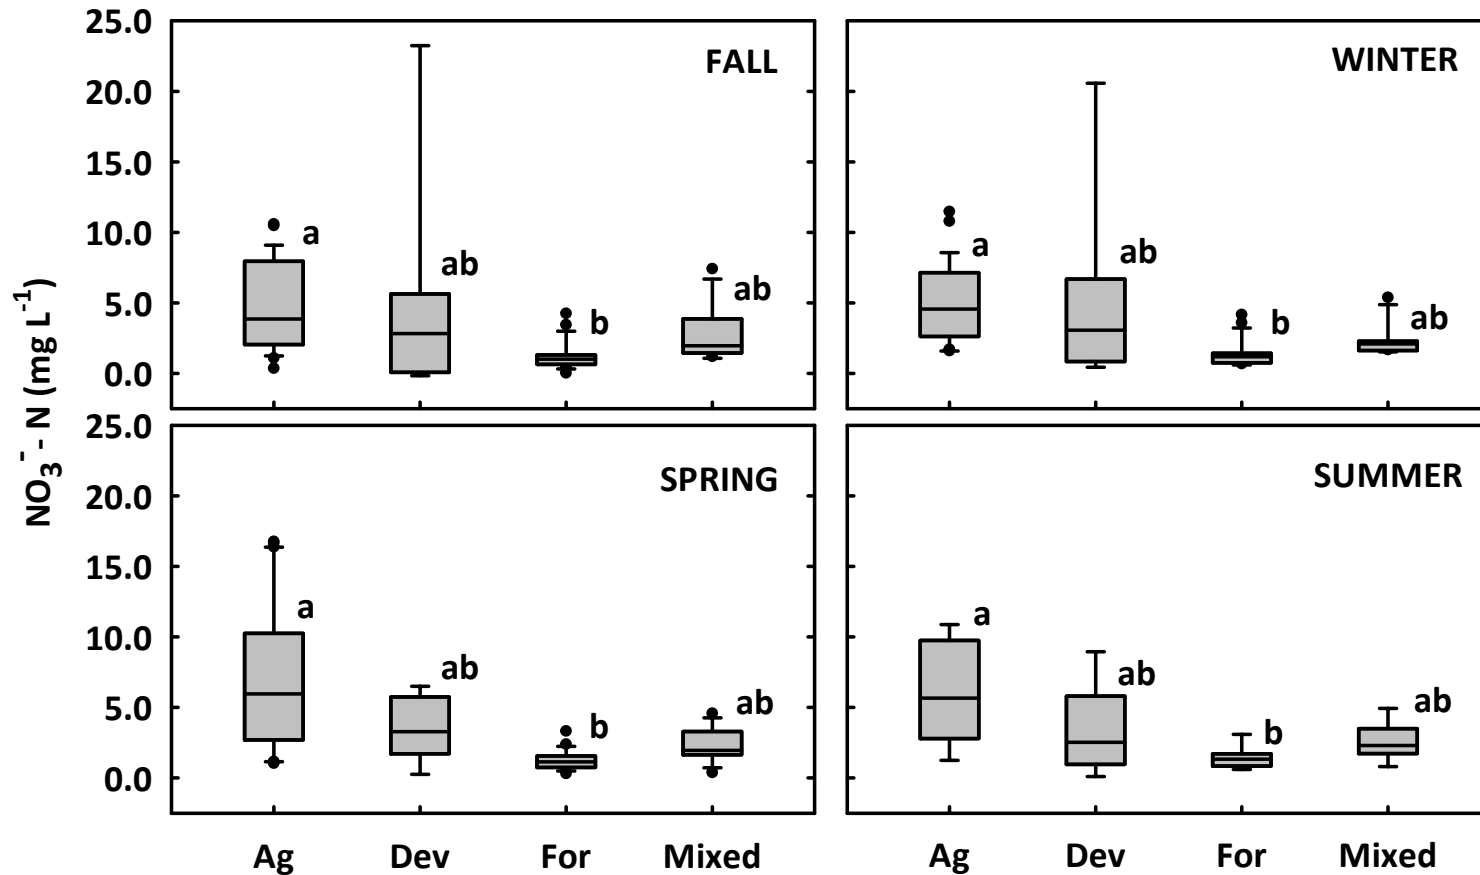 NO₃⁻ - N (mg L⁻¹)
25.0
20.0
15.0
10.0
5.0
0.0
FALL
a
ab
b
ab
WINTER
a
ab
b
ab
25.0
20.0
15.0
10.0
5.0
0.0
SPRING
a
ab
b
ab
SUMMER
a
ab
b
ab
Ag Dev For Mixed
Ag Dev For Mixed